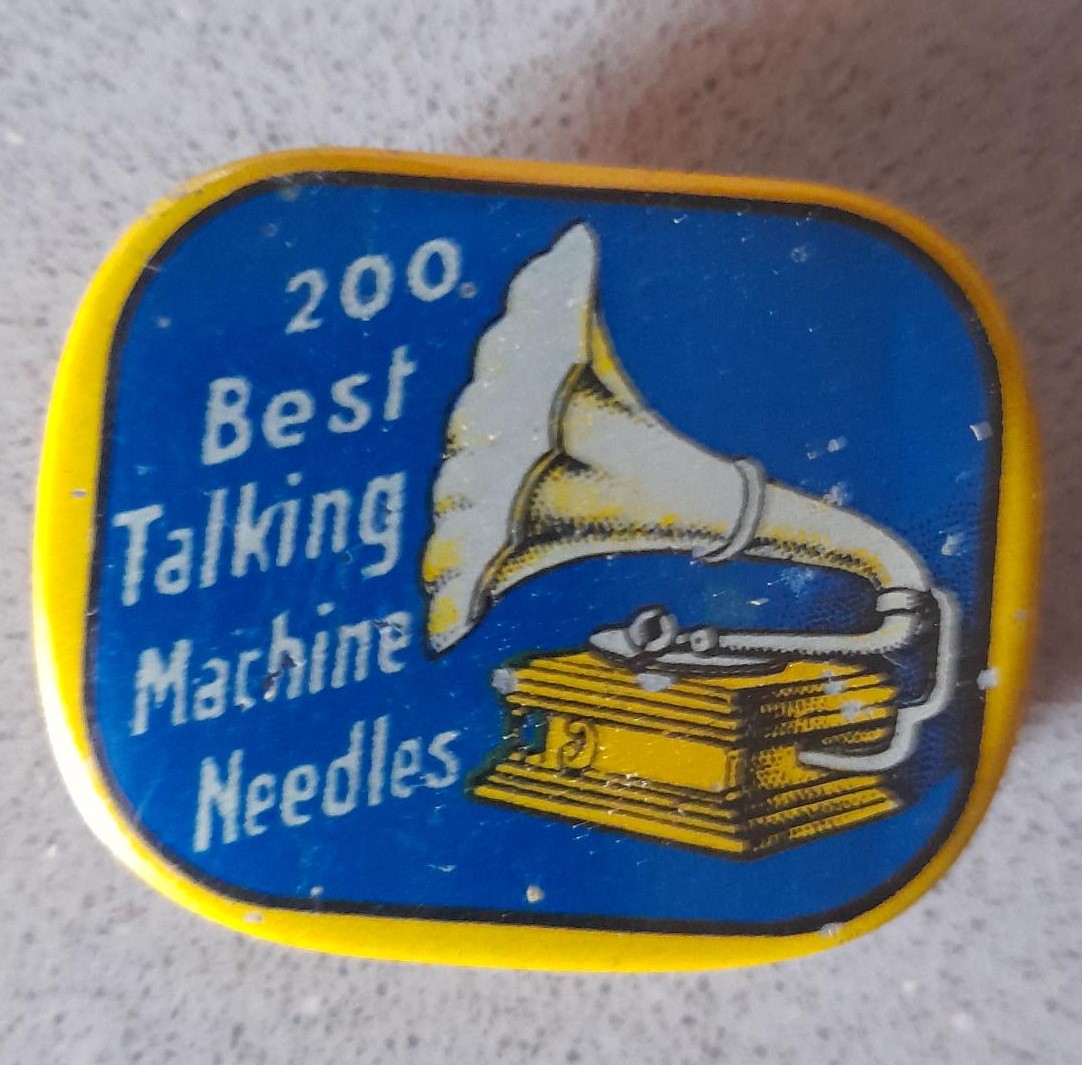 200.
Best
Talking
Machine
Needles